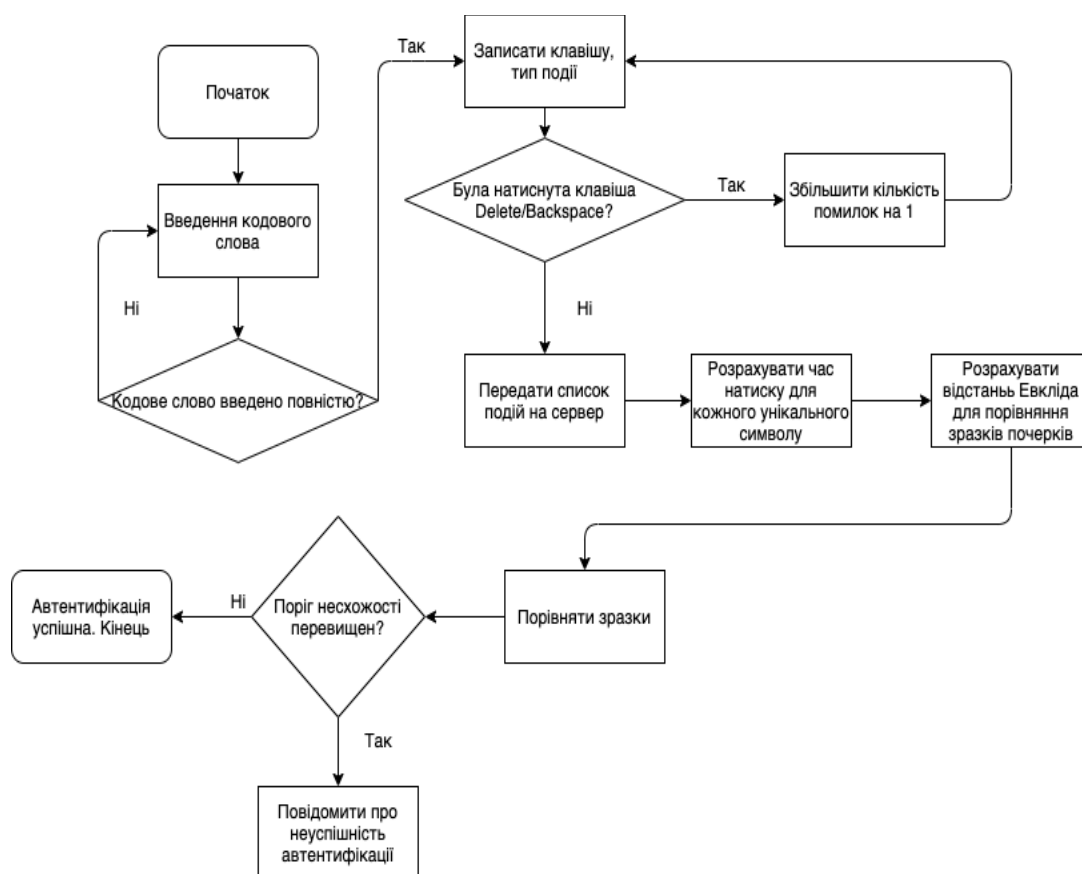 Початок
Введення кодового
слова
Ні
Кодове слово введено повністю?
Так
Записати клавішу,
тип події
Була натиснута клавіша
Delete/Backspace?
Так
Збільшити кількість
помилок на 1
Ні
Передати список
подій на сервер
Розрахувати час
натиску для
кожного унікального
символу
Розрахувати
відстаньь Евкліда
для порівняння
зразків почерків
Порівняти зразки
Поріг несхожості
перевищен?
Ні
Автентифікація
успішна. Кінець
Так
Повідомити про
неуспішність
автентифікації